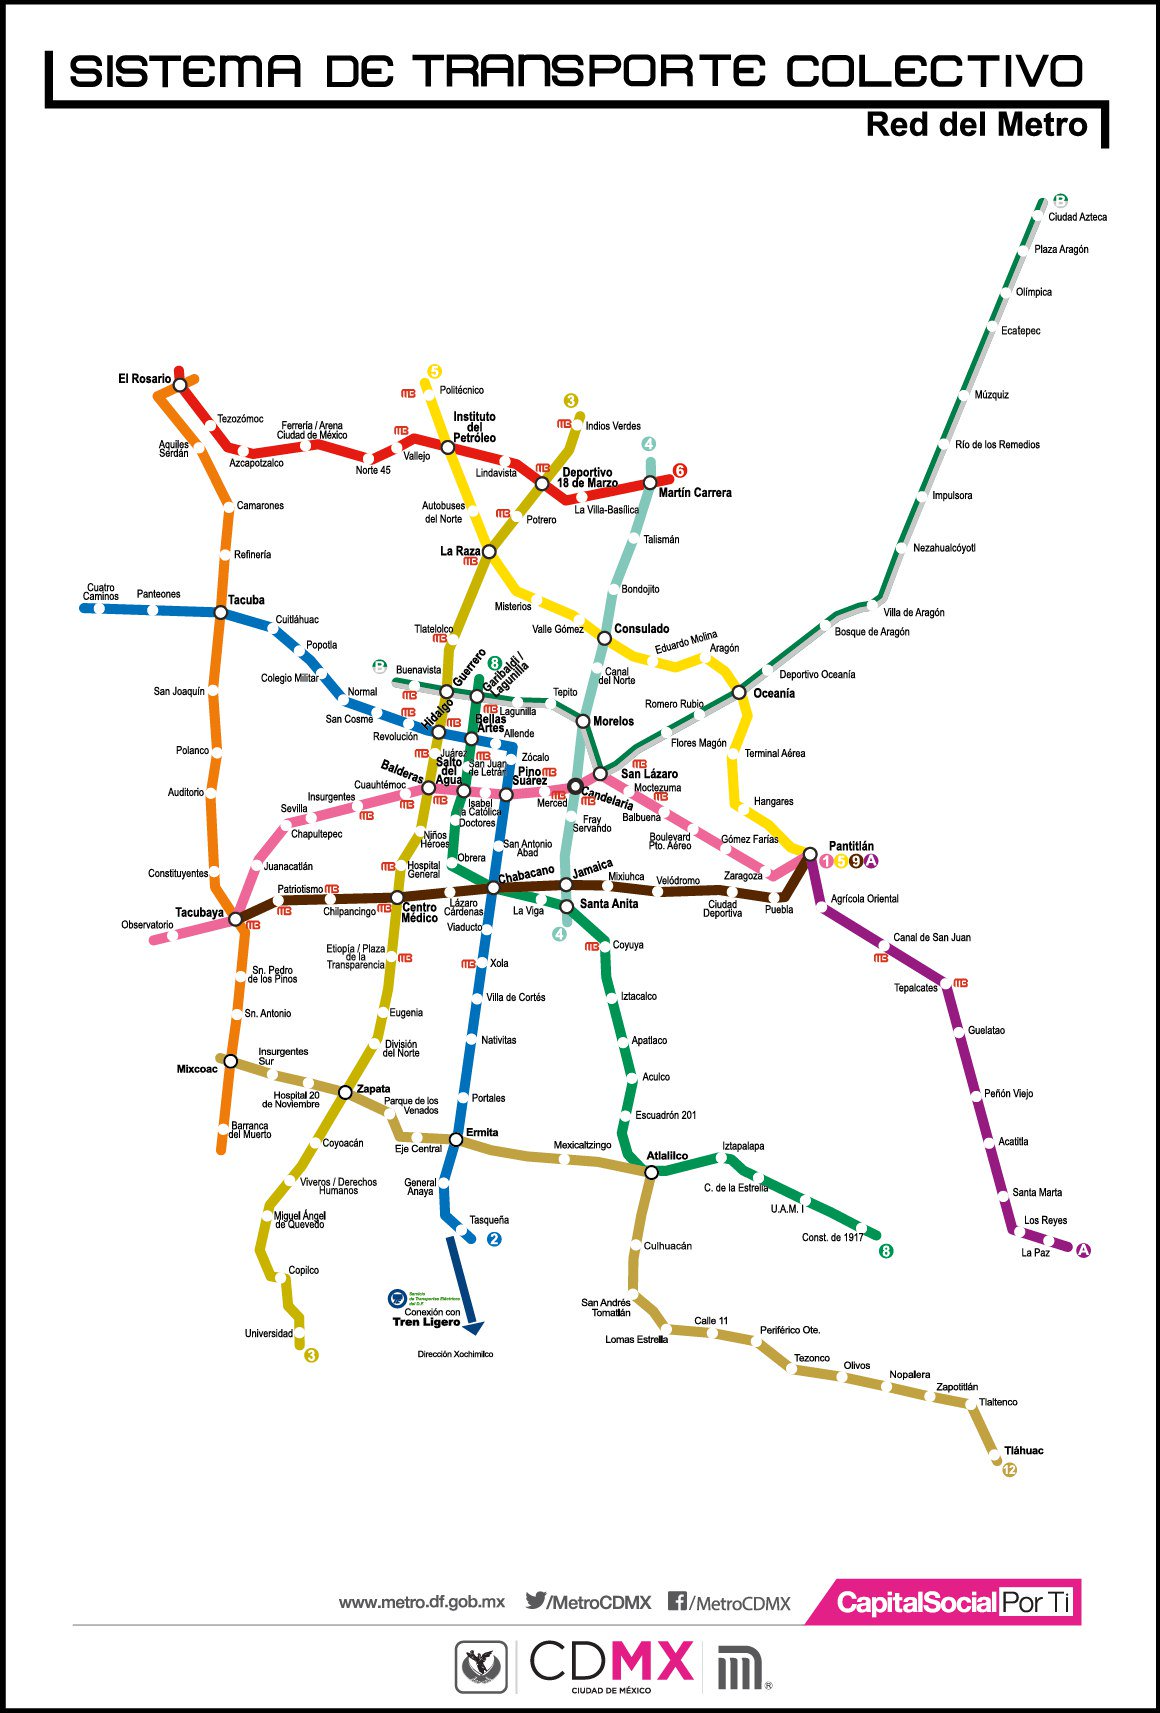 SISTEMA DE TRANSPORTE COLECTIVO
Red del Metro
B
Ciudad Azteca
Plaza Aragón
Olímpica
Ecatepec
Múzquiz
Río de los Remedios
Impulsora
Nezahualcóyotl
Villa de Aragón
Bosque de Aragón
Deportivo Oceanía
Oceanía
Romero Rubio
Flores Magón
San Lázaro
Morelos
Tepito
Lagunilla
Garibaldi /
Lagunilla
Guerrero
Buenavista
B
El Rosario
Tezozómoc
Azcapotzalco
Ferrería / Arena
Ciudad de México
Norte 45
Vallejo
Instituto
del
Petróleo
Lindavista
Deportivo
18 de Marzo
La Villa-Basílica
Martín Carrera
6
5
Politécnico
Autobuses
del Norte
La Raza
Misterios
Valle Gómez
Consulado
Eduardo Molina
Aragón
Terminal Aérea
Hangares
Pantitlán
1
5
9
A
3
Indios Verdes
Potrero
Tlatelolco
Hidalgo
Juárez
Balderas
Niños
Héroes
Hospital
General
Centro
Médico
Etiopía / Plaza
de la
Transparencia
Eugenia
División
del Norte
Zapata
Coyoacán
Viveros / Derechos
Humanos
Miguel Ángel
de Quevedo
Copilco
Universidad
3
4
Talismán
Bondojito
Canal
del Norte
Candelaria
Fray
Servando
Jamaica
Santa Anita
4
Aquiles
Serdán
Camarones
Refinería
Tacuba
San Joaquín
Polanco
Auditorio
Constituyentes
Tacubaya
Sn. Pedro
de los Pinos
Sn. Antonio
Mixcoac
Barranca
del Muerto
Cuatro
Caminos
Panteones
Cuitláhuac
Popotla
Colegio Militar
Normal
San Cosme
Revolución
Bellas
Artes
Allende
Zócalo
Pino
Suárez
San Antonio
Abad
Chabacano
Viaducto
Xola
Villa de Cortés
Nativitas
Portales
Ermita
General
Anaya
Tasqueña
2
Observatorio
Juanacatlán
Chapultepec
Sevilla
Insurgentes
Cuauhtémoc
Salto
del
Agua
Isabel
la Católica
Merced
Moctezuma
Balbuena
Boulevard
Pto. Aéreo
Gómez Farías
Zaragoza
8
San Juan
de Letrán
Doctores
Obrera
La Viga
Coyuya
Iztacalco
Apatlaco
Aculco
Escuadrón 201
Atlalilco
Iztapalapa
C. de la Estrella
U.A.M. I
Const. de 1917
8
Patriotismo
Chilpancingo
Lázaro
Cárdenas
Mixiuhca
Velódromo
Ciudad
Deportiva
Puebla
Agrícola Oriental
Canal de San Juan
Tepalcates
Guelatao
Peñón Viejo
Acatitla
Santa Marta
Los Reyes
La Paz
A
Insurgentes
Sur
Hospital 20
de Noviembre
Parque de los
Venados
Eje Central
Mexicaltzingo
Culhuacán
San Andrés
Tomatlán
Lomas Estrella
Calle 11
Periférico Ote.
Tezonco
Olivos
Nopalera
Zapotitlán
Tlaltenco
Tláhuac
12
Servicio
de Transportes Eléctricos
del D.F.
Conexión con
Tren Ligero
Dirección Xochimilco
www.metro.df.gob.mx /MetroCDMX /MetroCDMX
CapitalSocial Por Ti
CDMX
CIUDAD DE MÉXICO